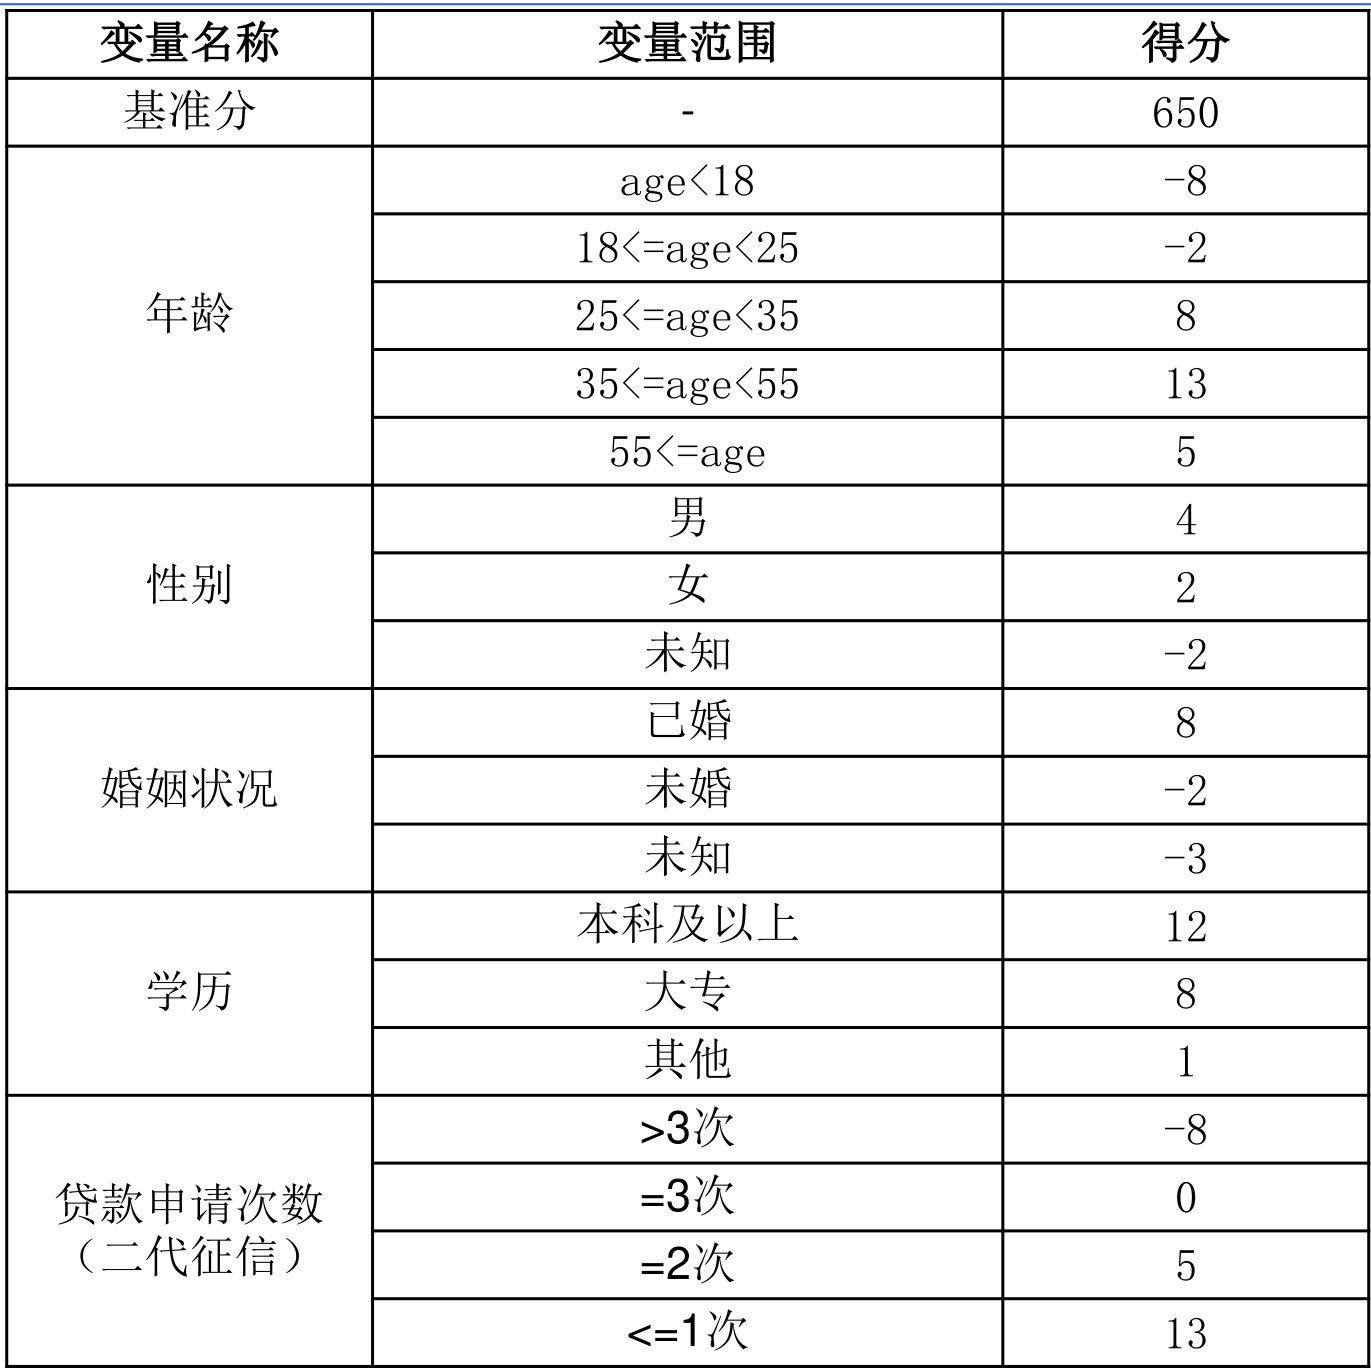 变量名称 变量范围 得分
基准分 - 650
年龄
age<18 -8
18<=age<25 -2
25<=age<35 8
35<=age<55 13
55<=age 5
性别
男 4
女 2
未知 -2
婚姻状况
已婚 8
未婚 -2
未知 -3
学历
本科及以上 12
大专 8
其他 1
贷款申请次数
（二代征信）
>3次 -8
=3次 0
=2次 5
<=1次 13